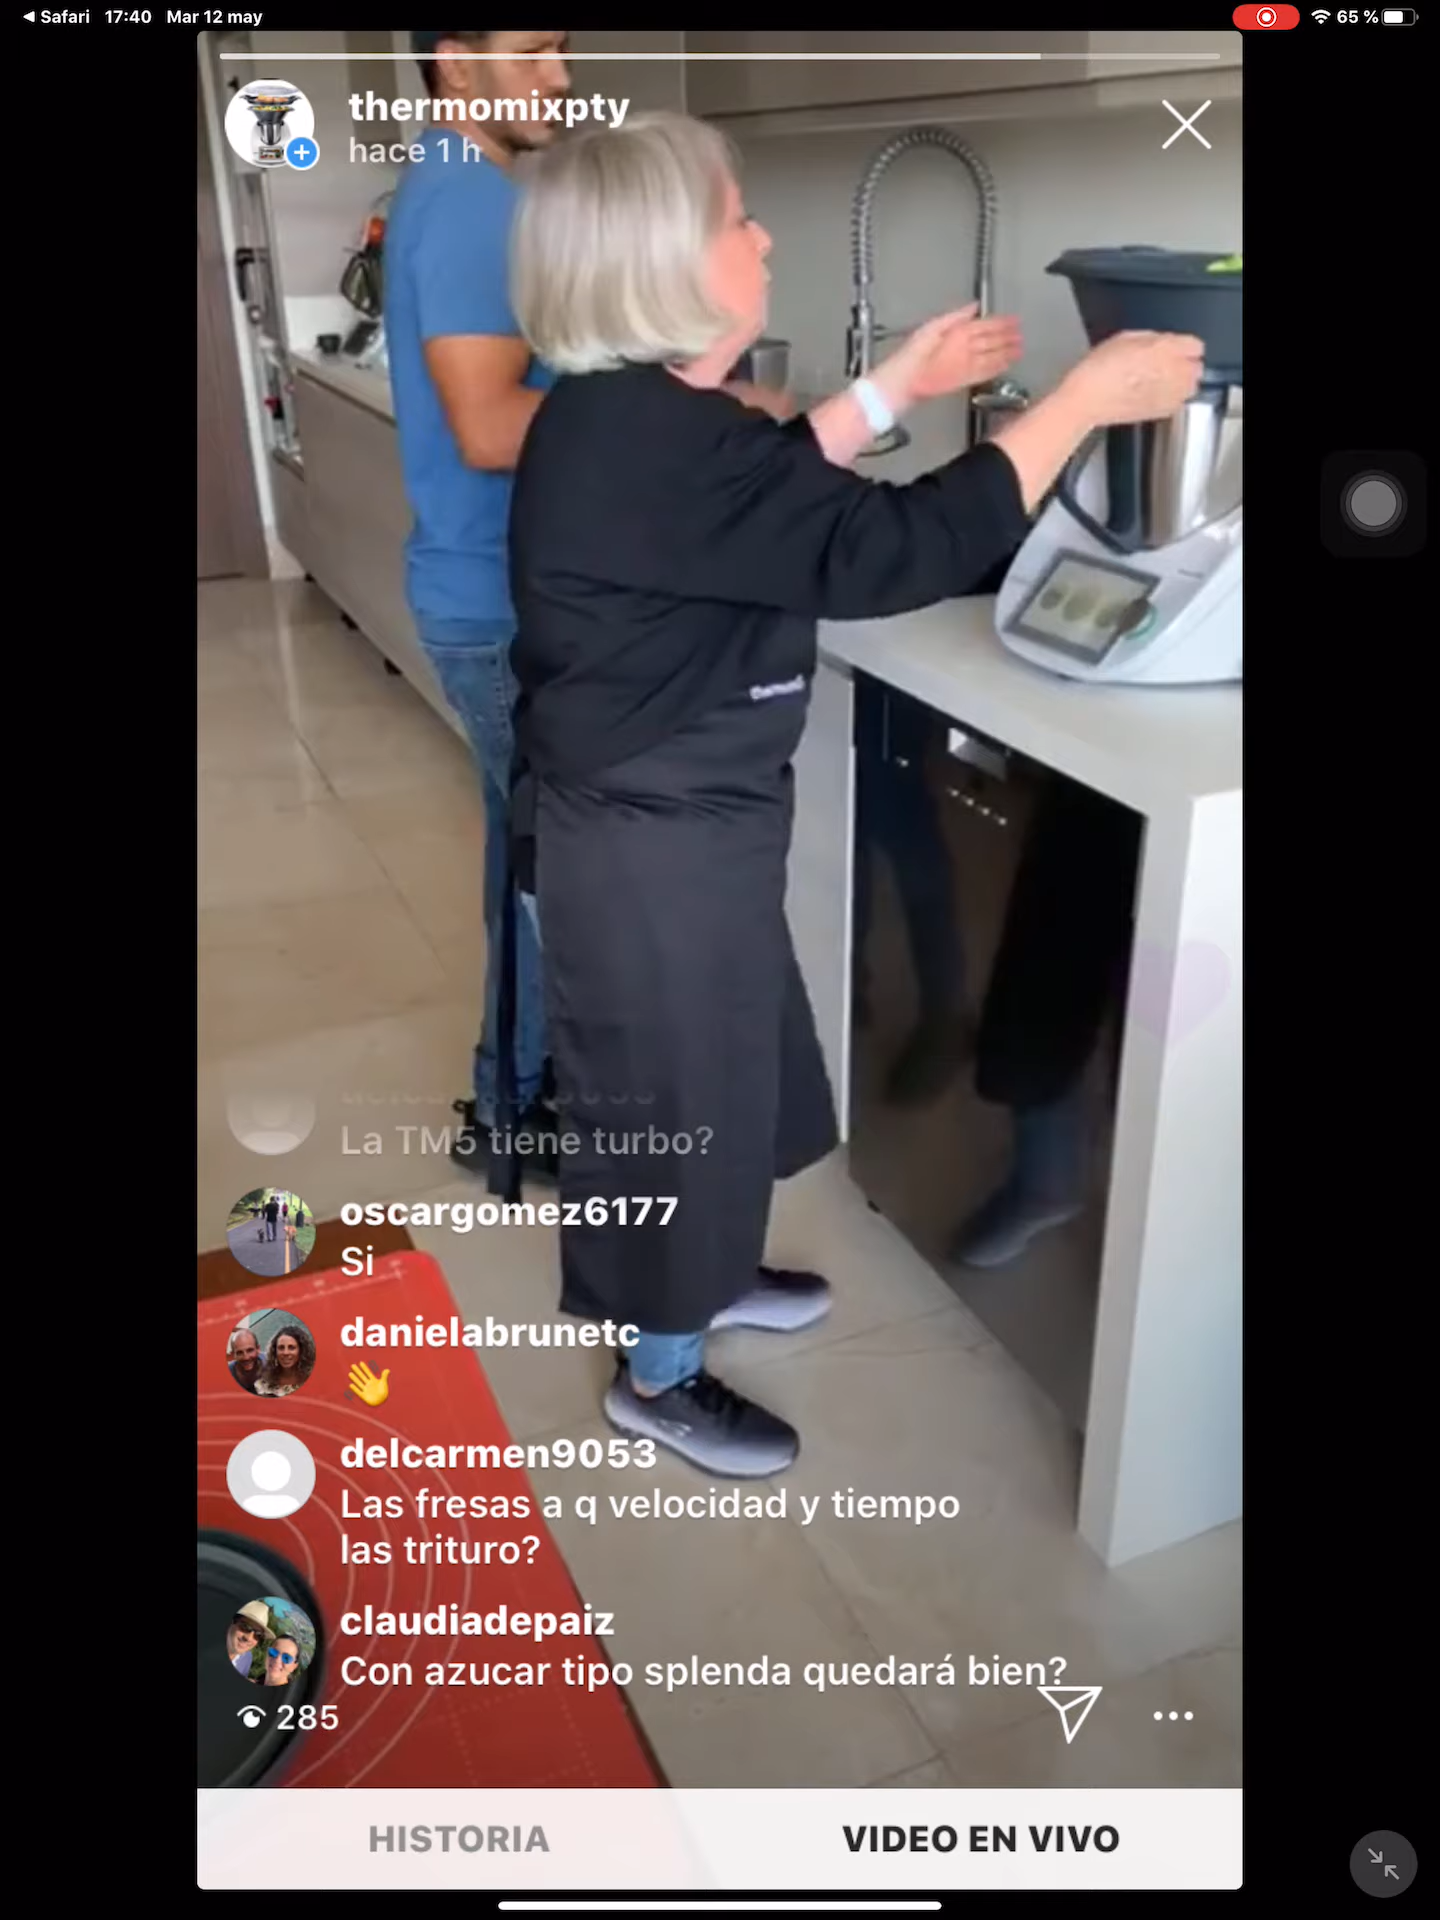 ◀ Safari 17:40 Mar 12 may
65 %
thermomixpty
hace 1 h
La TM5 tiene turbo?
oscargomez6177
Si
danielabrunetc
👋
delcarmen9053
Las fresas a q velocidad y tiempo
las trituro?
claudiadepaiz
Con azucar tipo splenda quedará bien?
285
HISTORIA
VIDEO EN VIVO